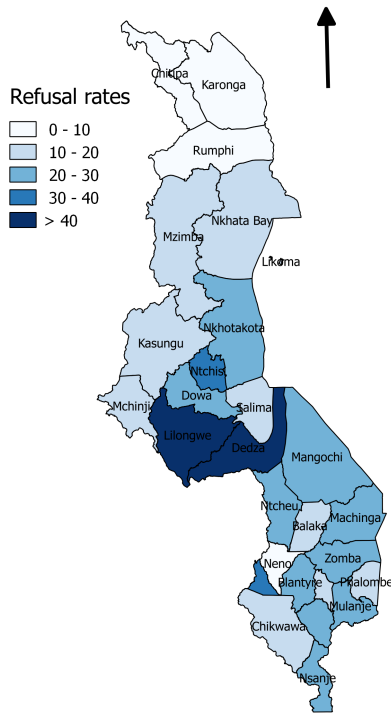 Refusal rates
0 - 10
10 - 20
20 - 30
30 - 40
> 40
Chitipa
Karonga
Rumphi
Nkhata Bay
Mzimba
Likoma
Nkhotakota
Kasungu
Ntchisi
Dowa
Mchinji
Salima
Lilongwe
Dedza
Mangochi
Ntcheu
Machinga
Balaka
Zomba
Neno
Blantyre
Phalombe
Mulanje
Chikwawa
Nsanje